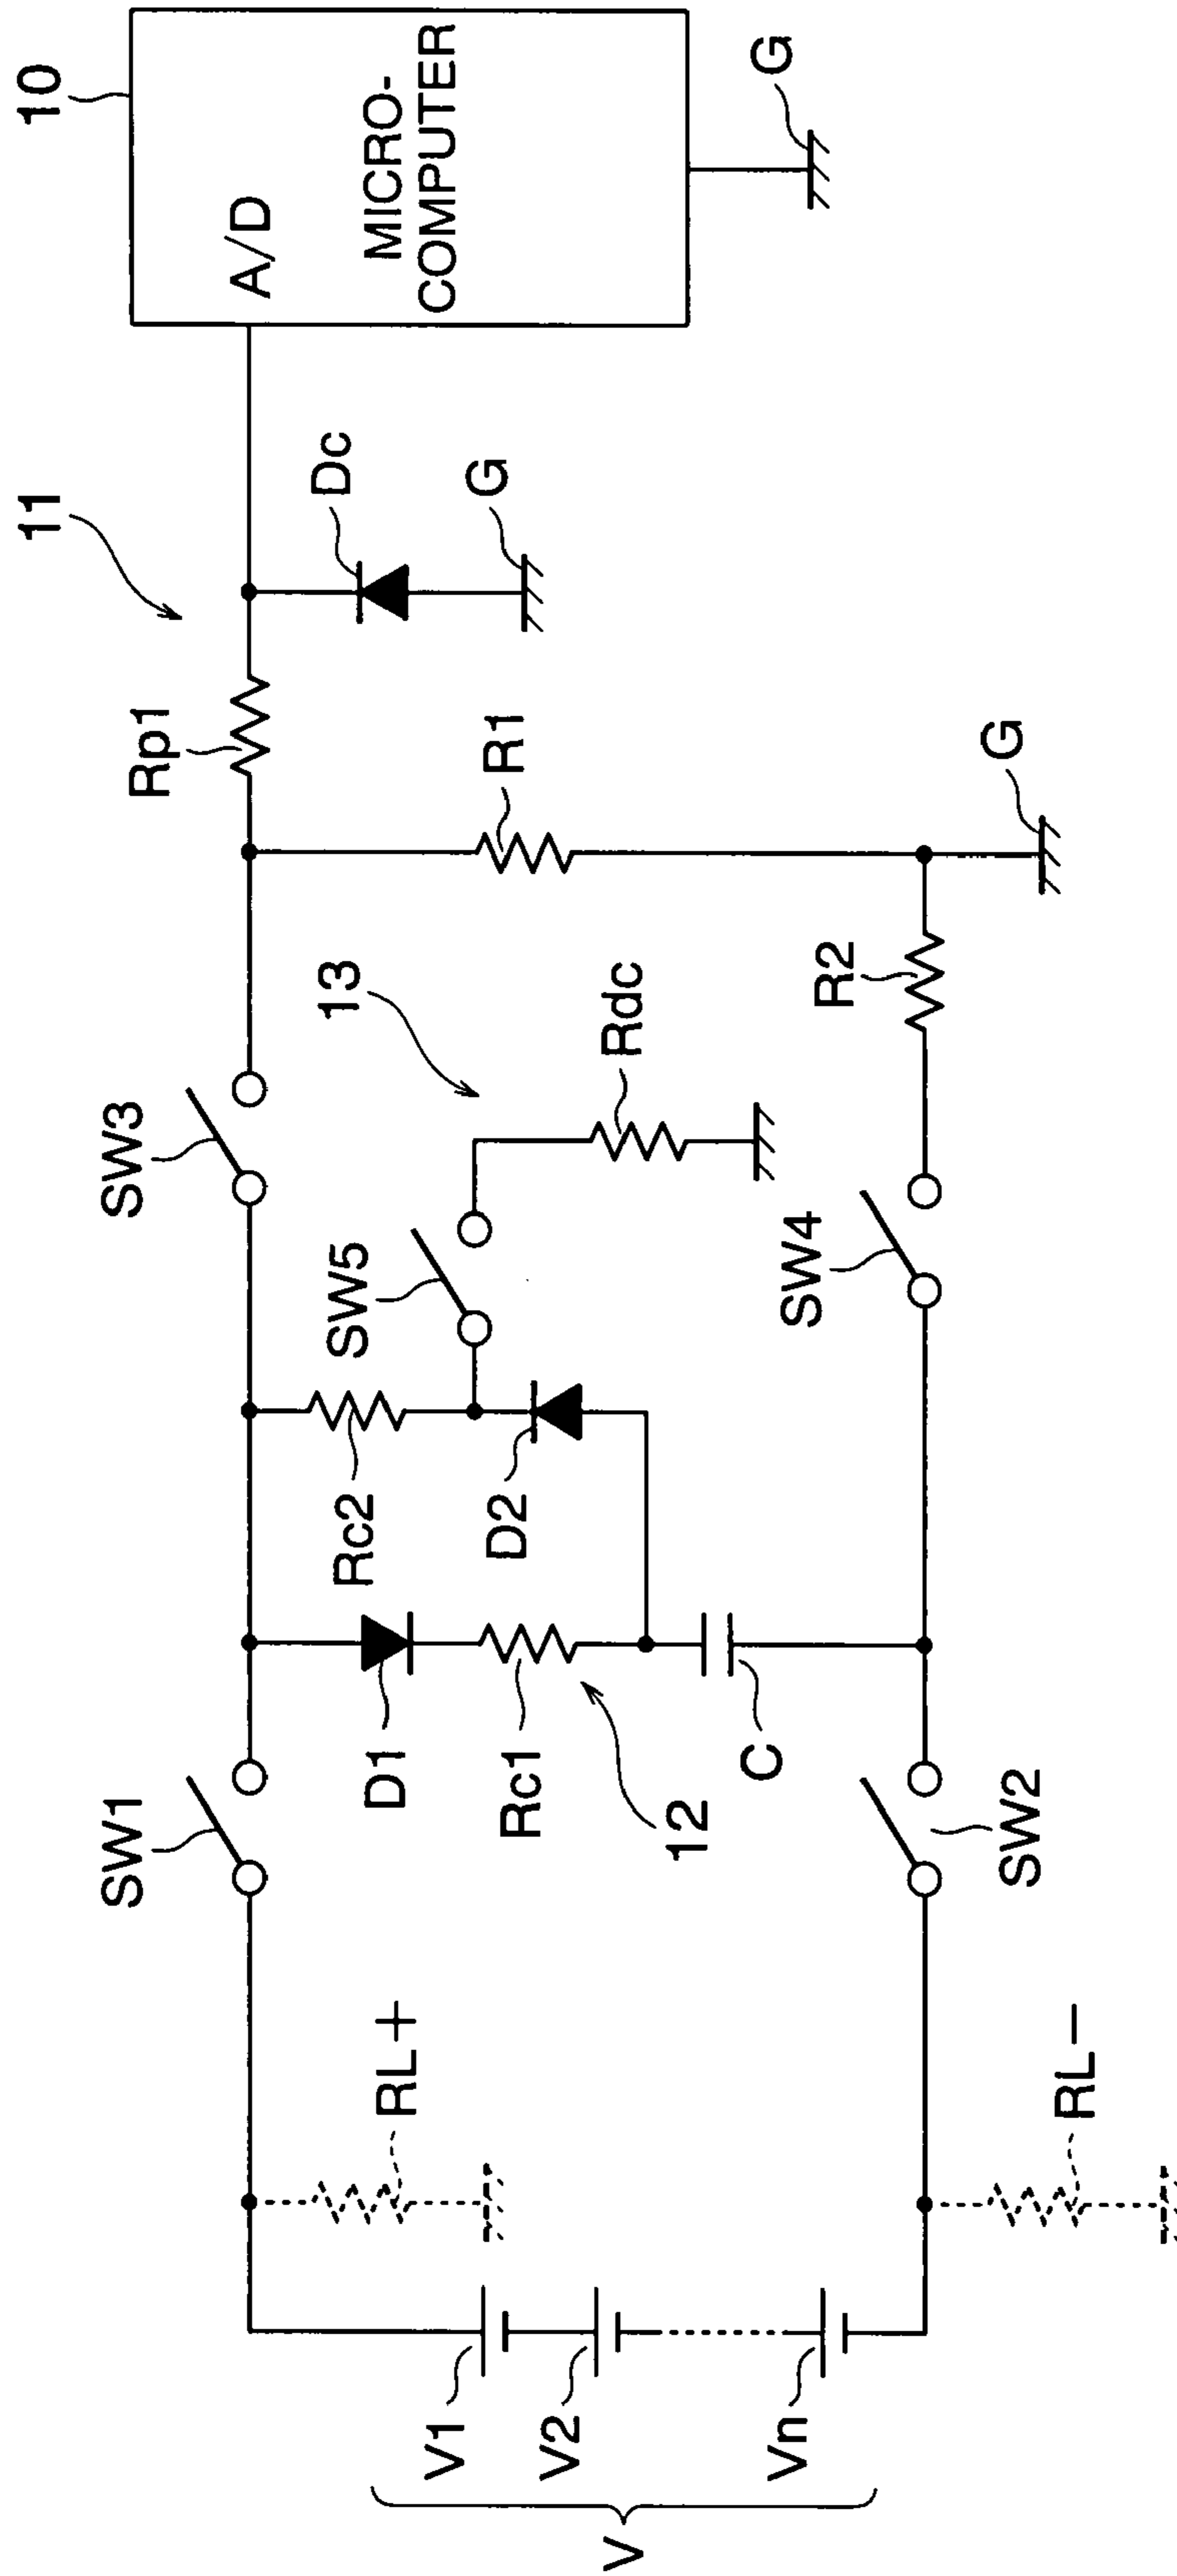 10
A/D
MICRO-
COMPUTER
G
11
Dc
G
Rp1
R1
G
13
Rdc
R2
SW3
SW5
SW4
Rc2
D2
D1
Rc1
12
C
SW1
SW2
RL+
RL-
V1
V2
Vn
V